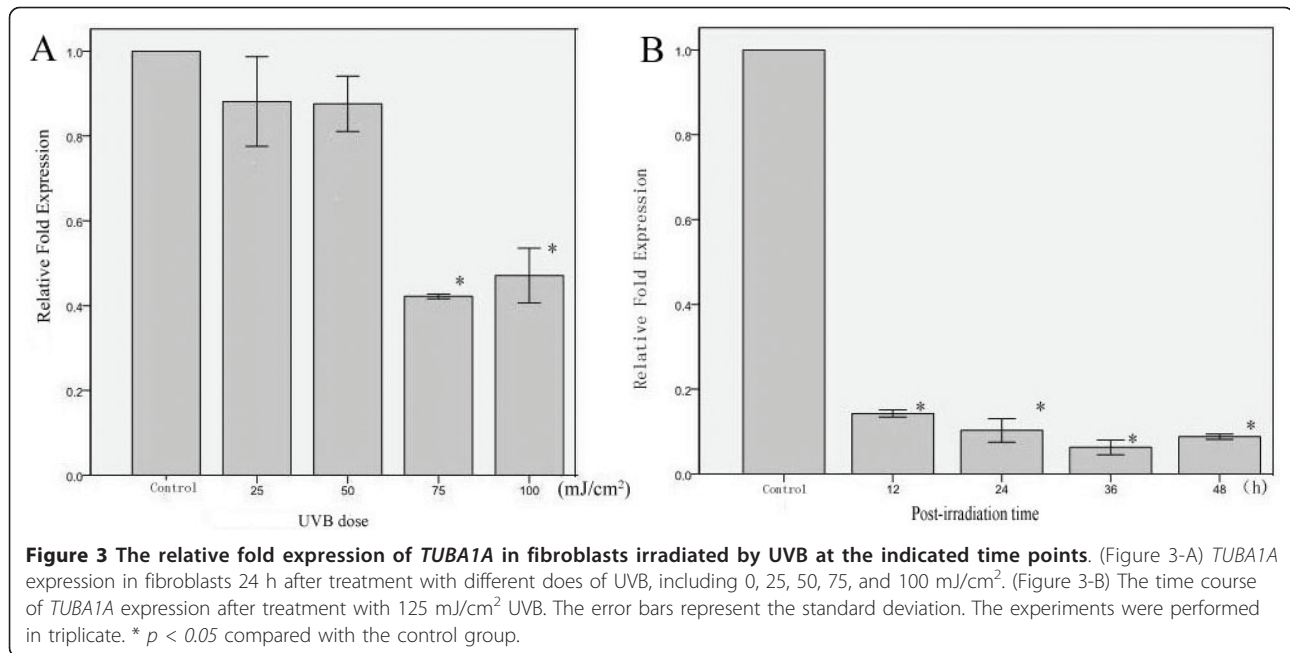 A
Relative Fold Expression
1.0
0.8
0.6
0.4
0.2
0.0
*
*
Control 25 50 75 100 (mJ/cm²)
UVB dose
B
Relative Fold Expression
1.0
0.8
0.6
0.4
0.2
0.0
*
*
*
*
Control 12 24 36 48 (h)
Post-irradiation time
Figure 3 The relative fold expression of TUBA1A in fibroblasts irradiated by UVB at the indicated time points. (Figure 3-A) TUBA1A
expression in fibroblasts 24 h after treatment with different does of UVB, including 0, 25, 50, 75, and 100 mJ/cm². (Figure 3-B) The time course
of TUBA1A expression after treatment with 125 mJ/cm² UVB. The error bars represent the standard deviation. The experiments were performed
in triplicate. * p < 0.05 compared with the control group.